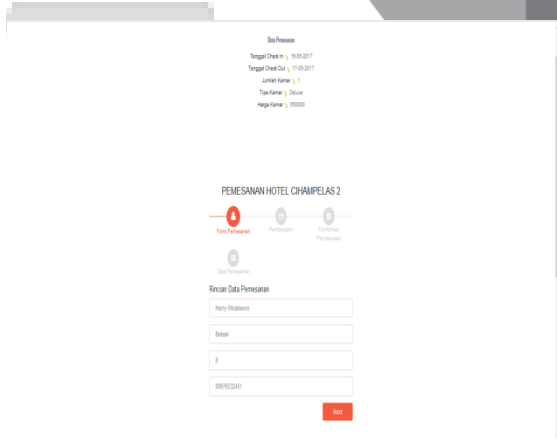 Data Pemesanan
Tanggal Check In : 16-05-2017
Tanggal Check Out : 17-05-2017
Jumlah Kamar : 1
Tipe Kamar : Deluxe
Harga Kamar : 550000
PEMESANAN HOTEL CIHAMPELAS 2
Form Pemesanan
Pembayaran
Konfirmasi Pembayaran
Data Pemesanan
Rincian Data Pemesanan
Herry Wicaksono
Bekasi
Next